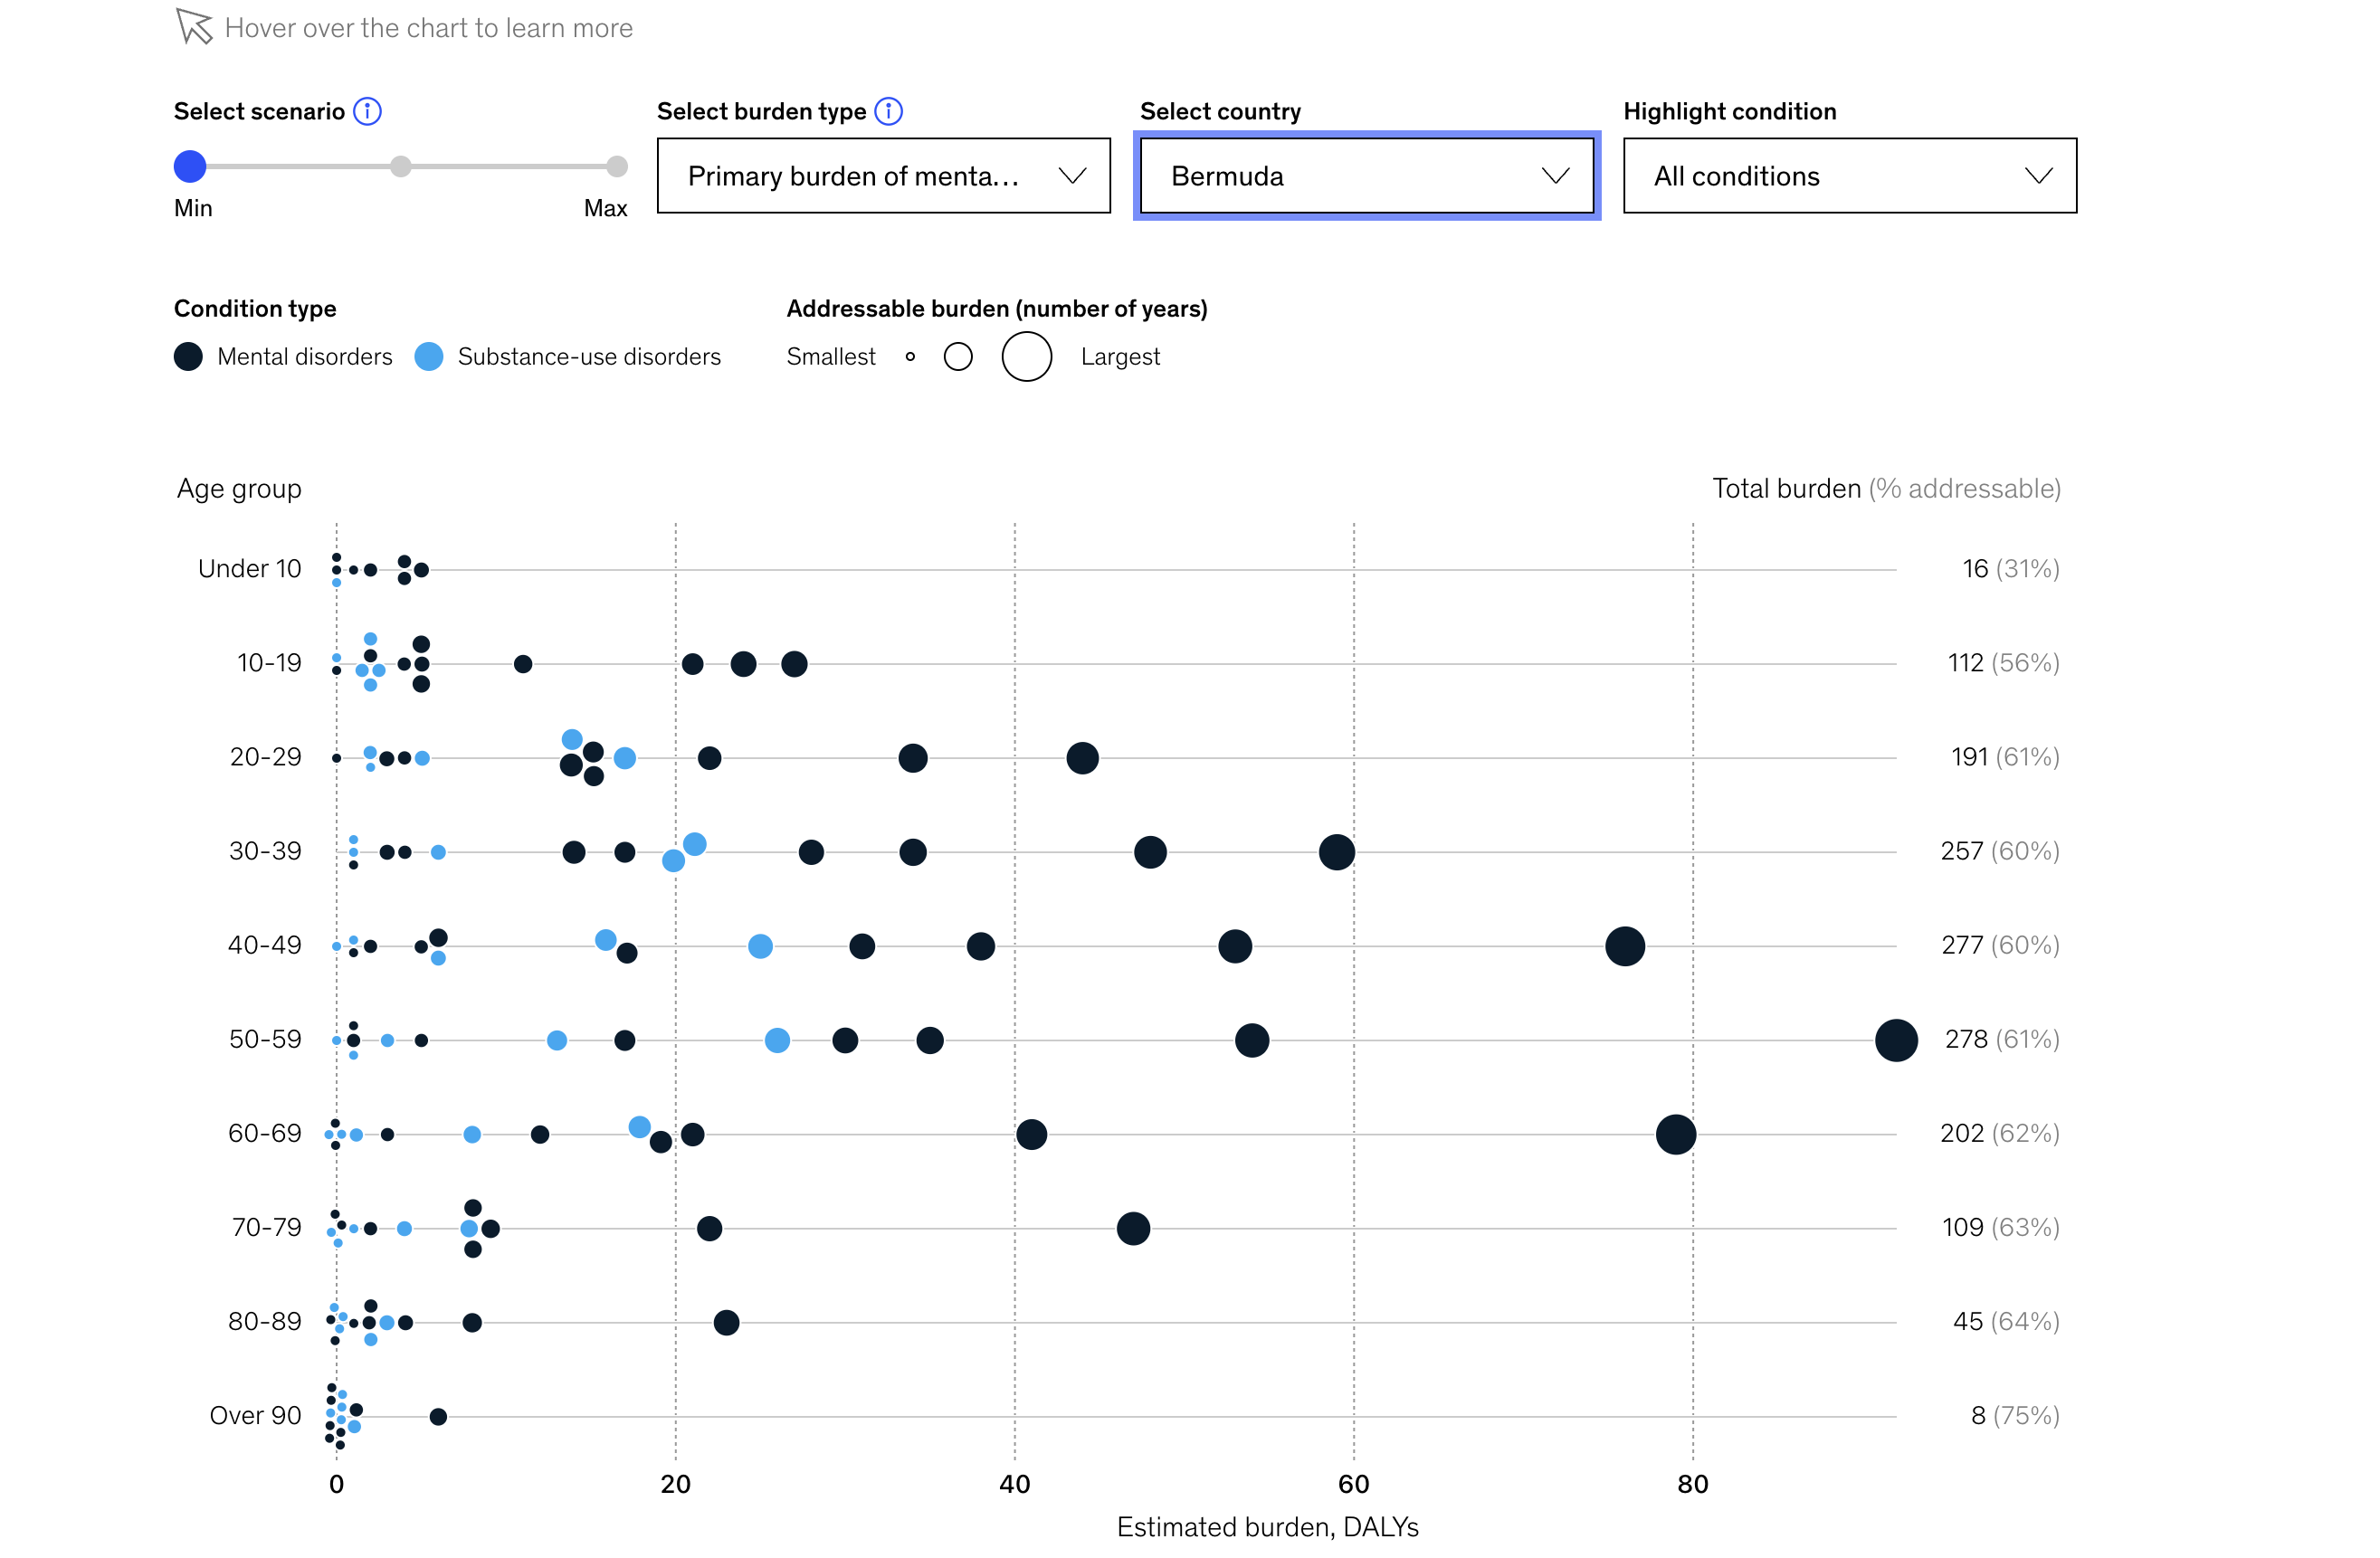 Hover over the chart to learn more
Select scenario
Select burden type
Select country
Highlight condition
Min
Max
Primary burden of menta...
Bermuda
All conditions
Condition type
Addressable burden (number of years)
Mental disorders
Substance-use disorders
Smallest
Largest
Age group
Total burden (% addressable)
Under 10
16 (31%)
10-19
112 (56%)
20-29
191 (61%)
30-39
257 (60%)
40-49
277 (60%)
50-59
278 (61%)
60-69
202 (62%)
70-79
109 (63%)
80-89
45 (64%)
Over 90
8 (75%)
0 20 40 60 80
Estimated burden, DALYs